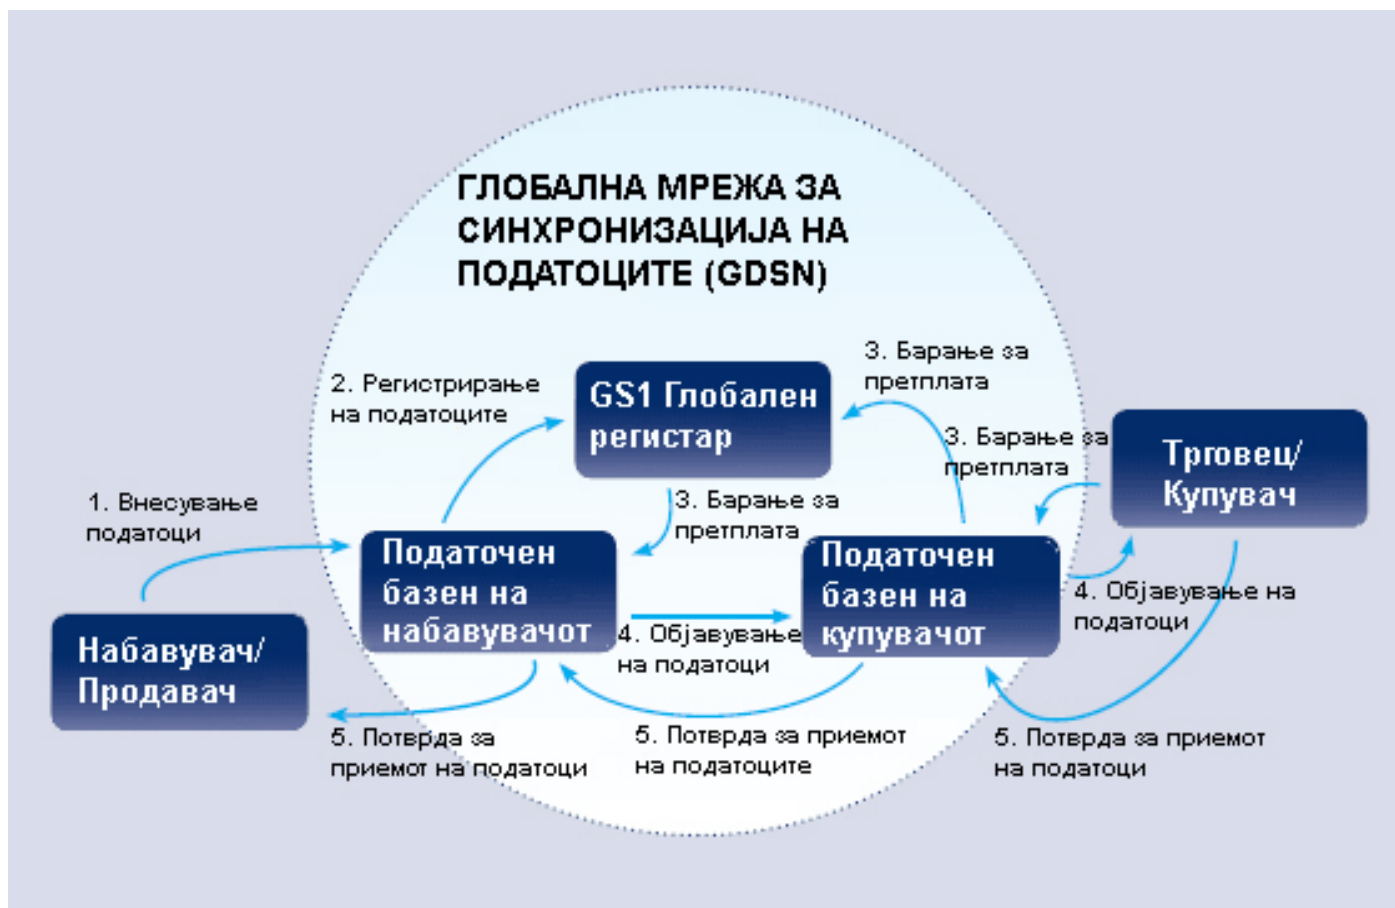 ГЛОБАЛНА МРЕЖА ЗА
СИНХРОНИЗАЦИЈА НА
ПОДАТОЦИТЕ (GDSN)
3. Барање за
претплата
2. Регистрирање
на податоците
GS1 Глобален
регистар
3. Барање за
претплата
Трговец/
Купувач
1. Внесување
податоци
3. Барање за
претплата
Податочен
базен на
набавувачот
Податочен
базен на
купувачот
4. Објавување на
податоци
4. Објавување
на податоци
Набавувач/
Продавач
5. Потврда за
приемот на податоци
5. Потврда за приемот
на податоците
5. Потврда за приемот
на податоци